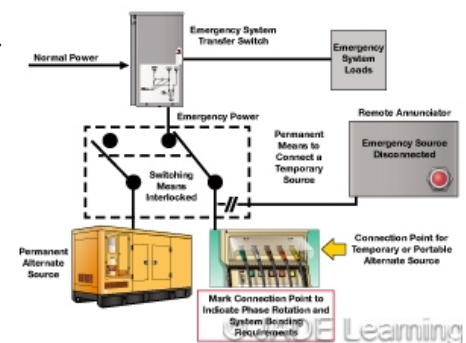 Emergency System
Transfer Switch
Normal Power
Emergency
System
Loads
Emergency Power
Remote Annunciator
Permanent
Means to
Connect a
Temporary
Source
Emergency Source
Disconnected
Switching
Means
Interlocked
Permanent
Alternate
Source
Connection Point for
Temporary or Portable
Alternate Source
Mark Connection Point to
Indicate Phase Rotation and
System Bonding
Requirements
©JADE Learning